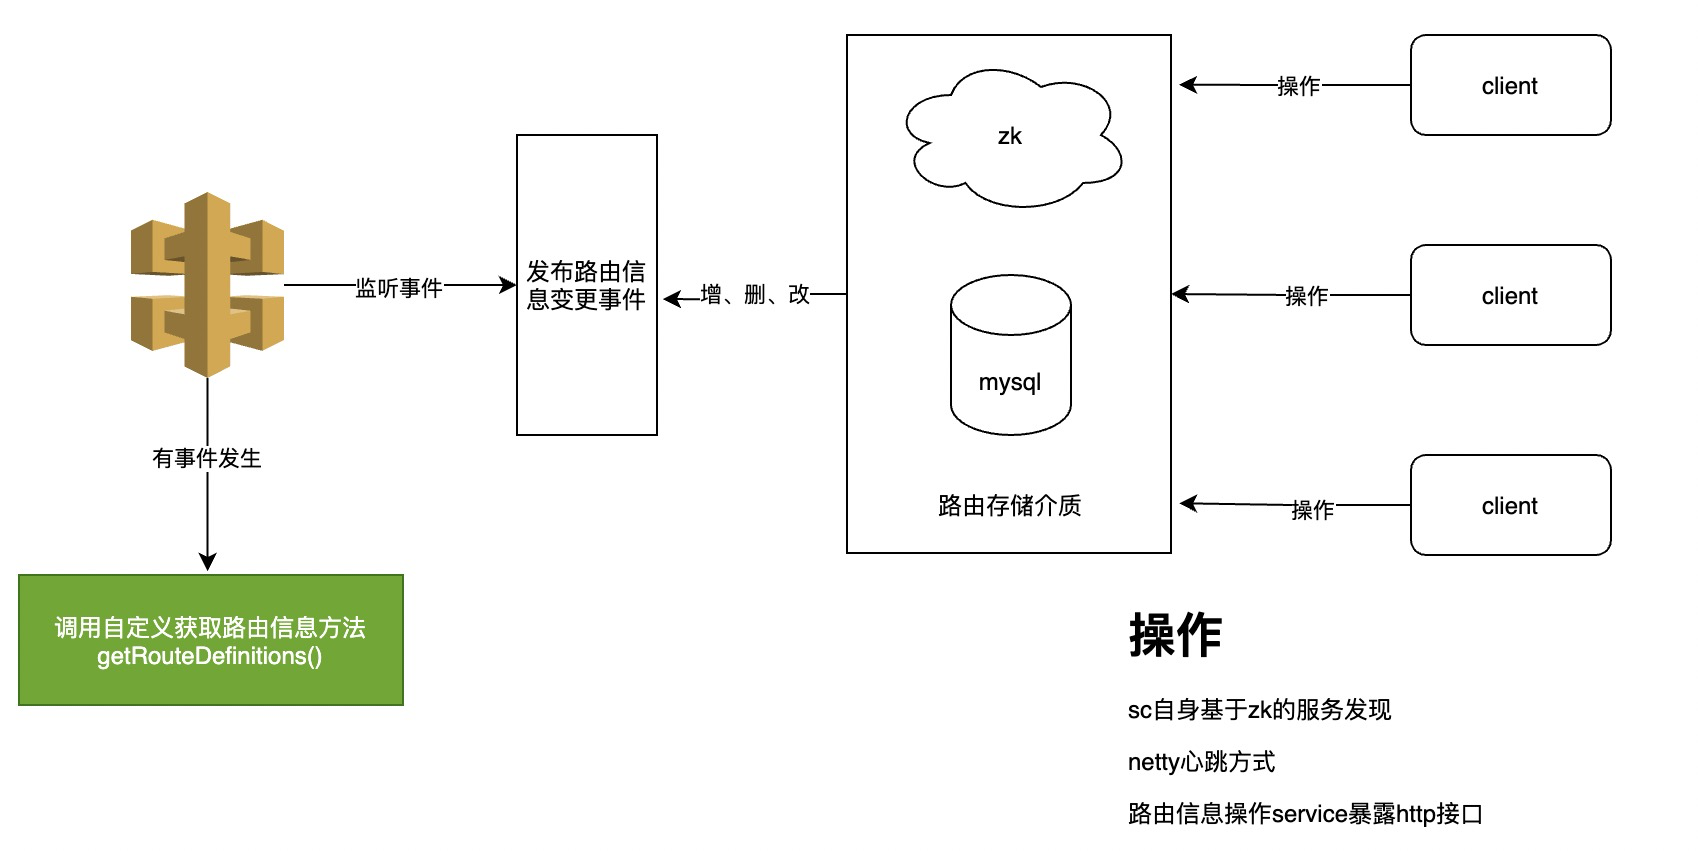 zk
操作
client
发布路由信
息变更事件
监听事件
增、删、改
操作
client
mysql
有事件发生
路由存储介质
操作
client
调用自定义获取路由信息方法
getRouteDefinitions()
操作
sc自身基于zk的服务发现
netty心跳方式
路由信息操作service暴露http接口